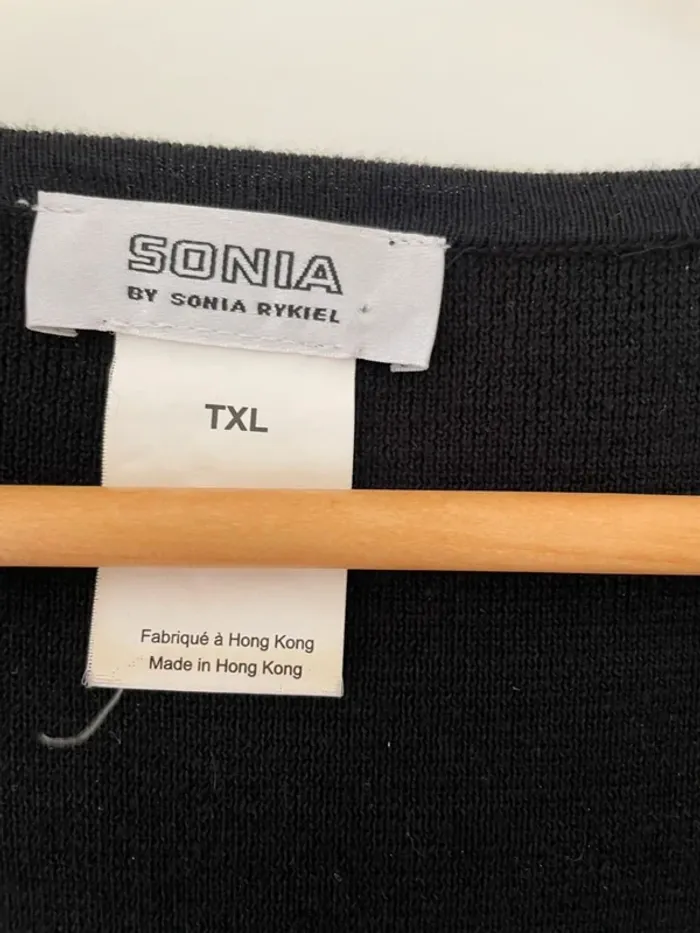 SONIA
BY SONIA RYKIEL
TXL
Fabriqué à Hong Kong
Made in Hong Kong